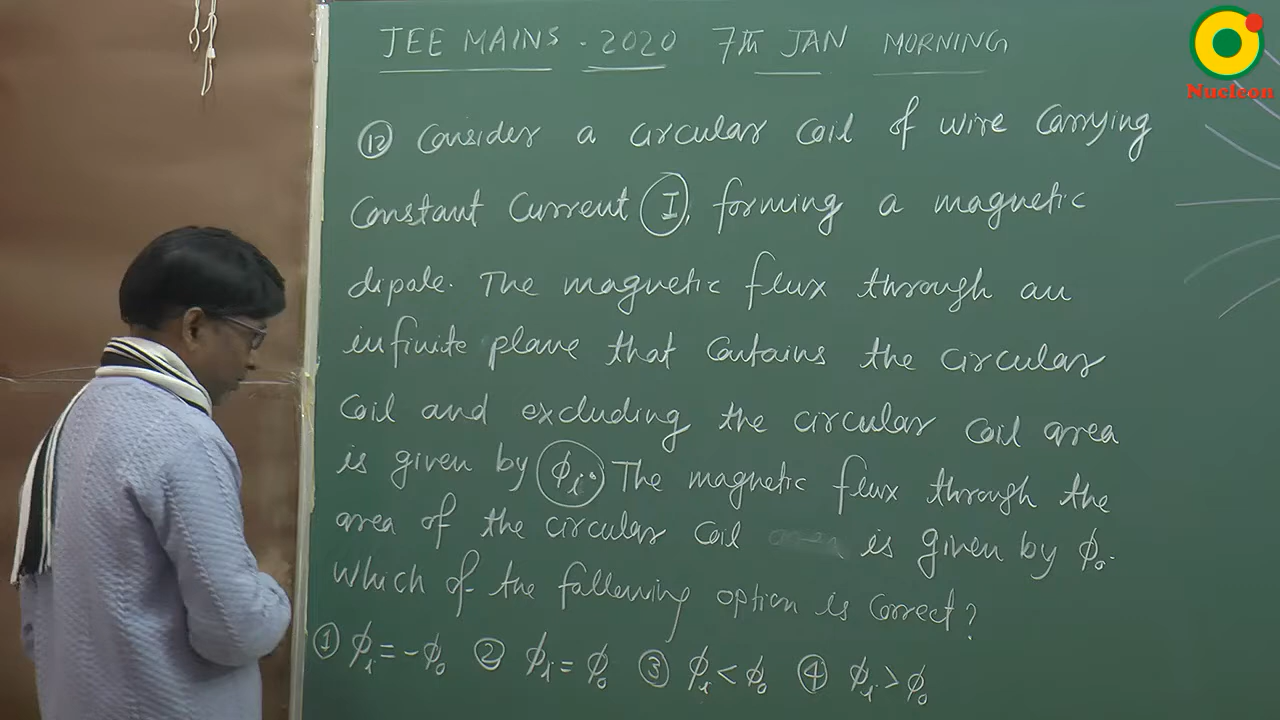 JEE MAINS - 2020 7th JAN MORNING
Nucleon
⑫ Consider a circular coil of wire carrying
constant current I, forming a magnetic
dipole. The magnetic flux through an
infinite plane that contains the circular
coil and excluding the circular coil area
is given by ϕi. The magnetic flux through the
area of the circular coil is given by ϕ₀.
Which of the following option is correct?
① ϕi = -ϕ₀ ② ϕi = ϕ₀ ③ ϕi < ϕ₀ ④ ϕi > ϕ₀